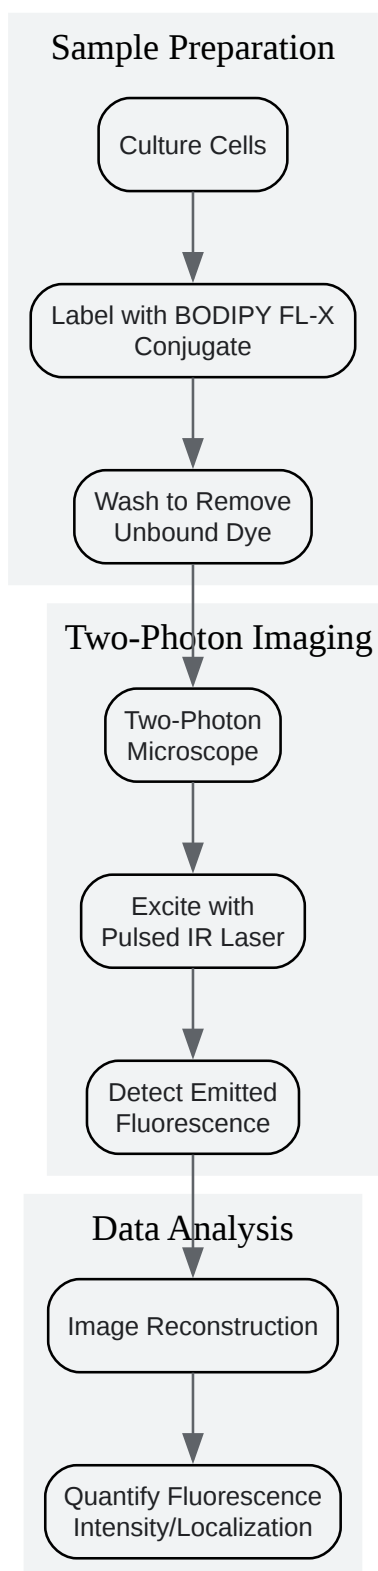 Sample Preparation
Culture Cells
Label with BODIPY FL-X
Conjugate
Wash to Remove
Unbound Dye
Two-Photon Imaging
Two-Photon
Microscope
Excite with
Pulsed IR Laser
Detect Emitted
Fluorescence
Data Analysis
Image Reconstruction
Quantify Fluorescence
Intensity/Localization